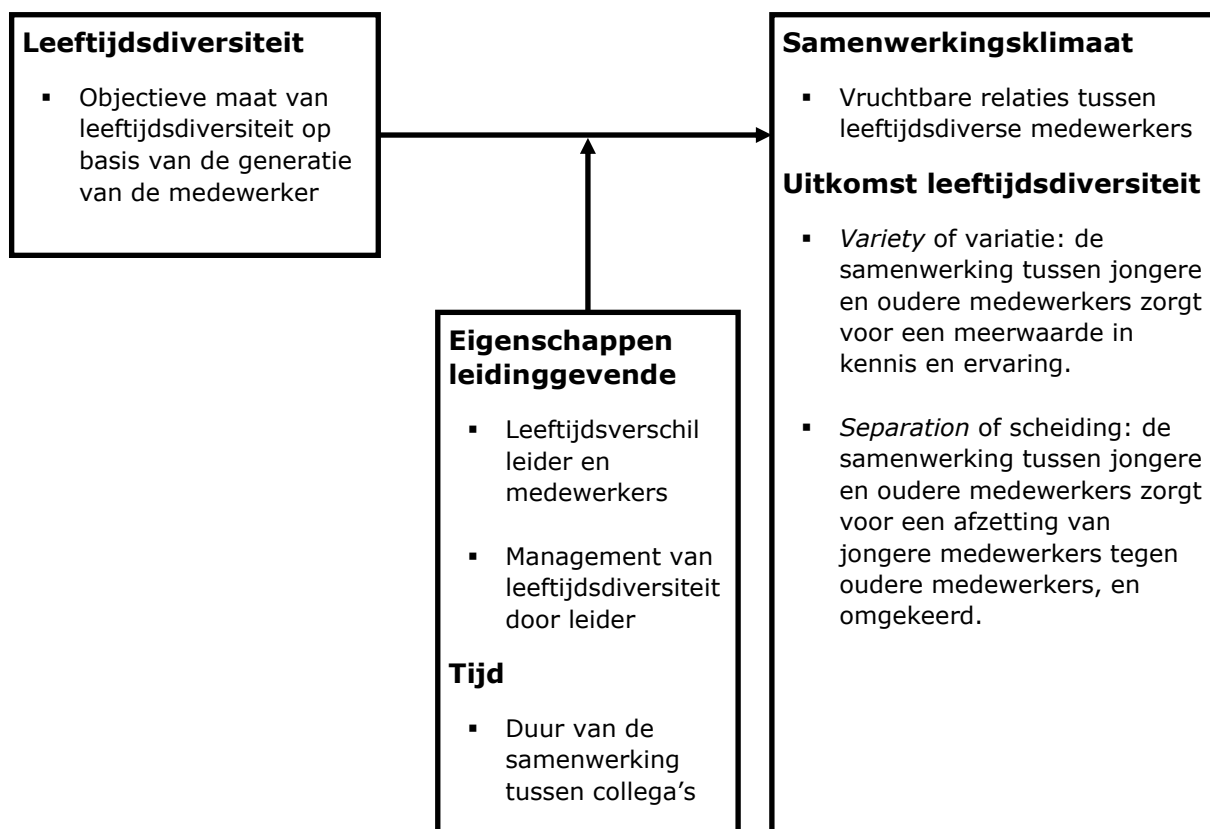 Leeftijdsdiversiteit
▪ Objectieve maat van
leeftijdsdiversiteit op
basis van de generatie
van de medewerker
Eigenschappen
leidinggevende
▪ Leeftijdsverschil
leider en
medewerkers
▪ Management van
leeftijdsdiversiteit
door leider
Tijd
▪ Duur van de
samenwerking
tussen collega’s
Samenwerkingsklimaat
▪ Vruchtbare relaties tussen
leeftijdsdiverse medewerkers
Uitkomst leeftijdsdiversiteit
▪ Variety of variatie: de
samenwerking tussen jongere
en oudere medewerkers zorgt
voor een meerwaarde in
kennis en ervaring.
▪ Separation of scheiding: de
samenwerking tussen jongere
en oudere medewerkers zorgt
voor een afzetting van
jongere medewerkers tegen
oudere medewerkers, en
omgekeerd.